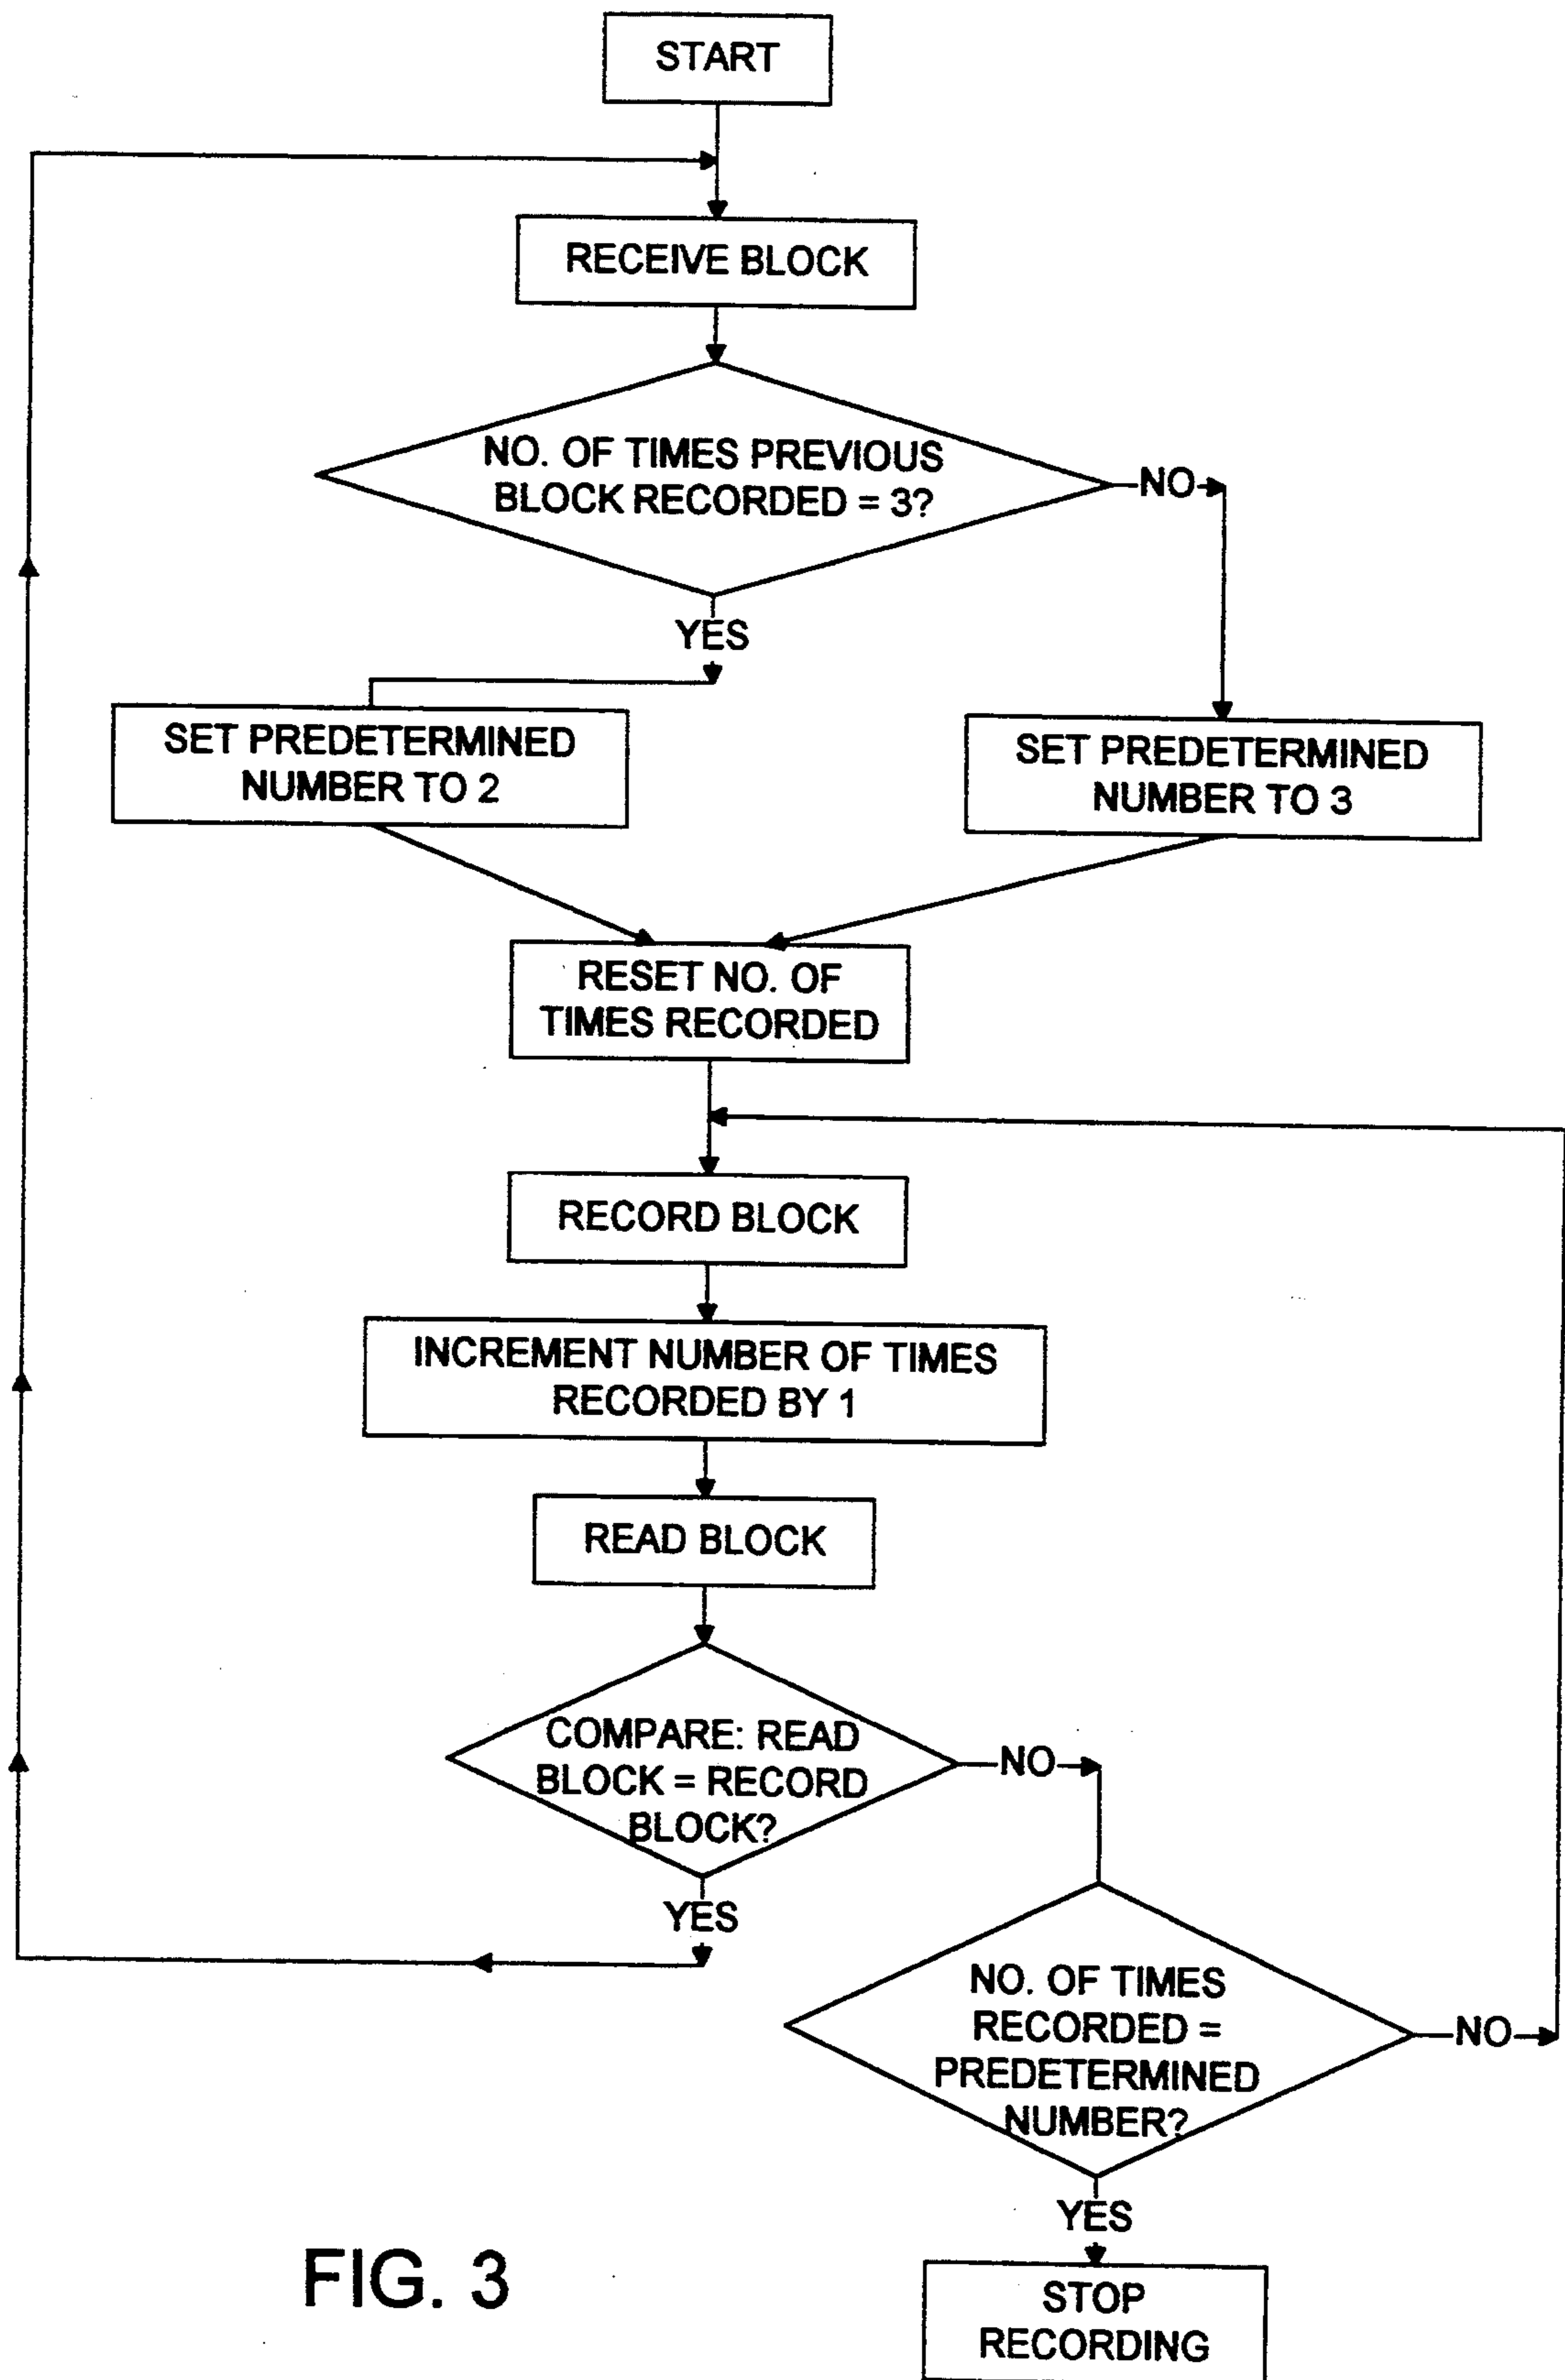 START
RECEIVE BLOCK
NO. OF TIMES PREVIOUS
BLOCK RECORDED = 3?
NO
YES
SET PREDETERMINED
NUMBER TO 2
SET PREDETERMINED
NUMBER TO 3
RESET NO. OF
TIMES RECORDED
RECORD BLOCK
INCREMENT NUMBER OF TIMES
RECORDED BY 1
READ BLOCK
COMPARE: READ
BLOCK = RECORD
BLOCK?
NO
YES
NO. OF TIMES
RECORDED =
PREDETERMINED
NUMBER?
NO
YES
STOP
RECORDING
FIG. 3